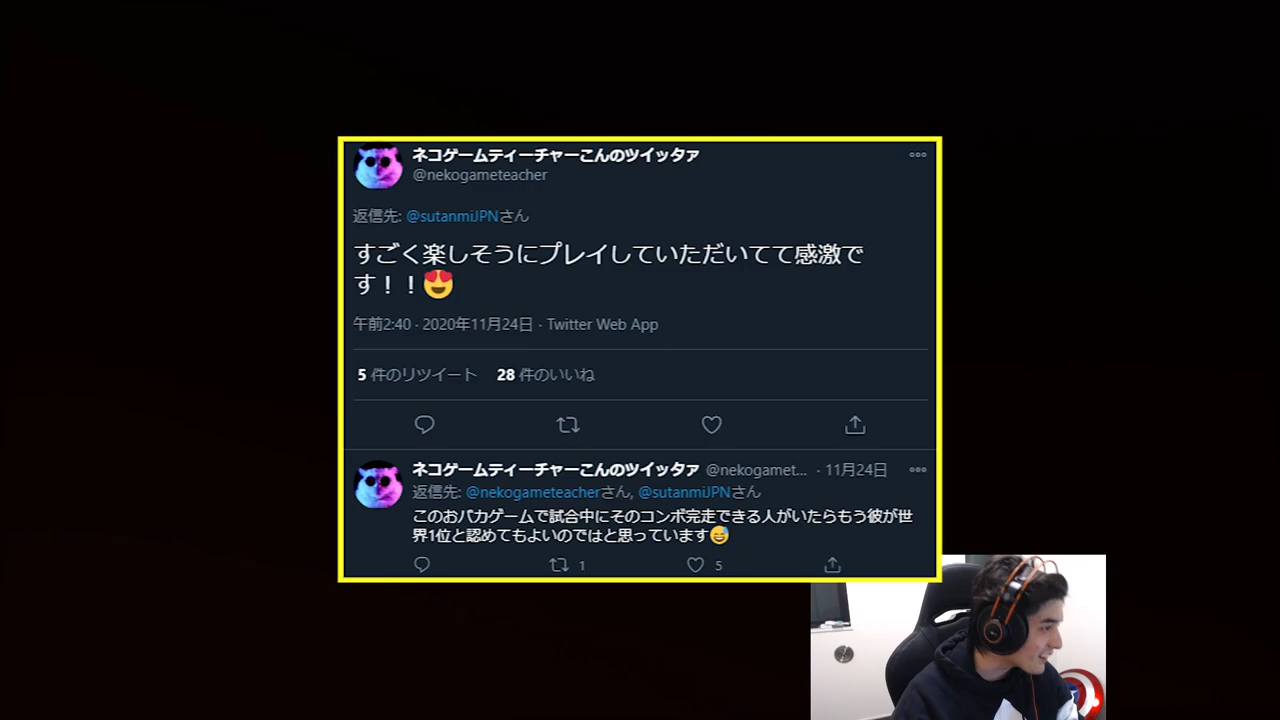 ネコゲームティーチャーこんのツイッタァ
@nekogameteacher
返信先: @sutanmiJPNさん
すごく楽しそうにプレイしていただいてて感激で
す！！😍
午前2:40 · 2020年11月24日 · Twitter Web App
5 件のリツイート 28 件のいいね
ネコゲームティーチャーこんのツイッタァ @nekogamet... · 11月24日
返信先: @nekogameteacherさん, @sutanmiJPNさん
このおバカゲームで試合中にそのコンボ完走できる人がいたらもう彼が世
界1位と認めてもよいのではと思っています😅
1 5